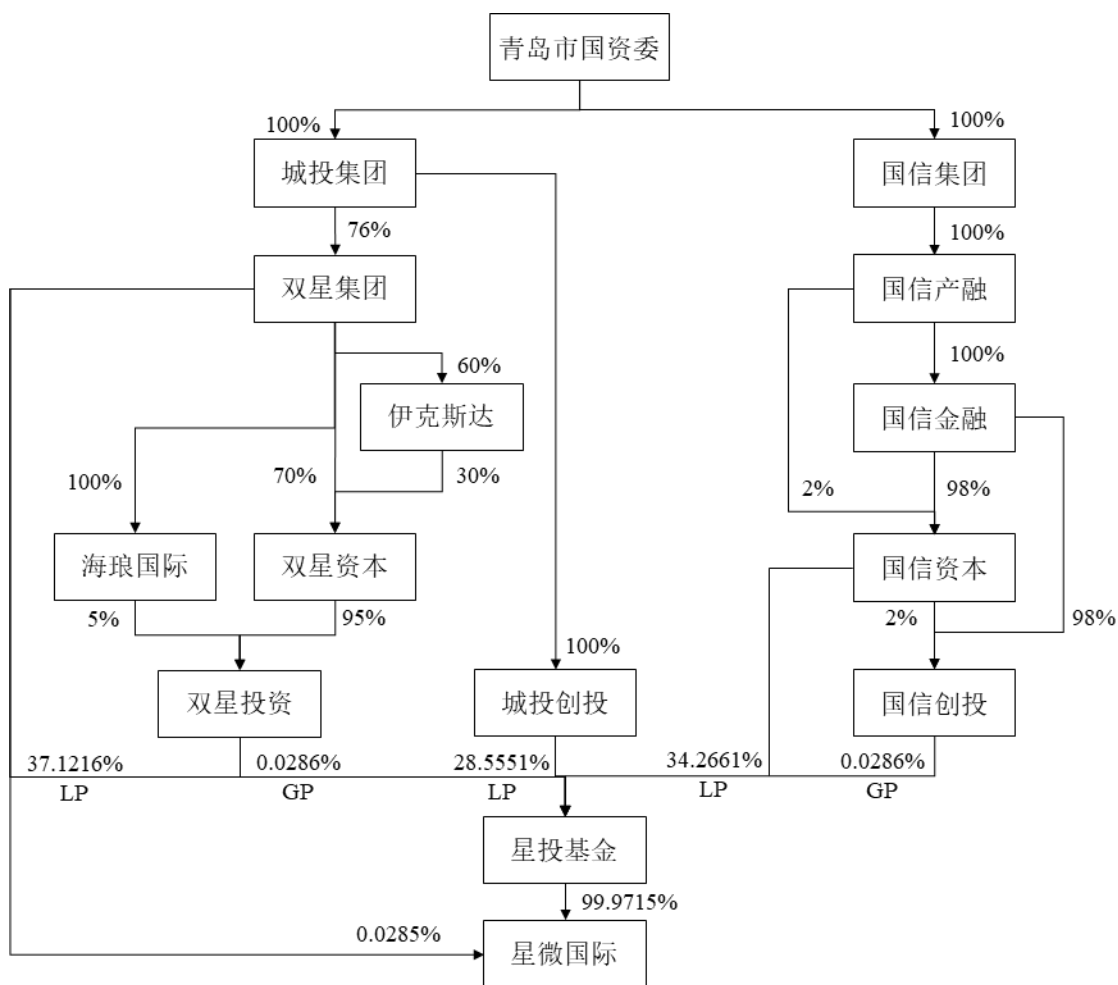 青岛市国资委
100%
100%
城投集团
国信集团
76%
100%
双星集团
国信产融
60%
100%
伊克斯达
国信金融
100%
70%
30%
2%
98%
海琅国际
双星资本
国信资本
5%
95%
2%
98%
100%
双星投资
城投创投
国信创投
37.1216%
0.0286%
28.5551%
34.2661%
0.0286%
LP
GP
LP
LP
GP
星投基金
99.9715%
0.0285%
星微国际